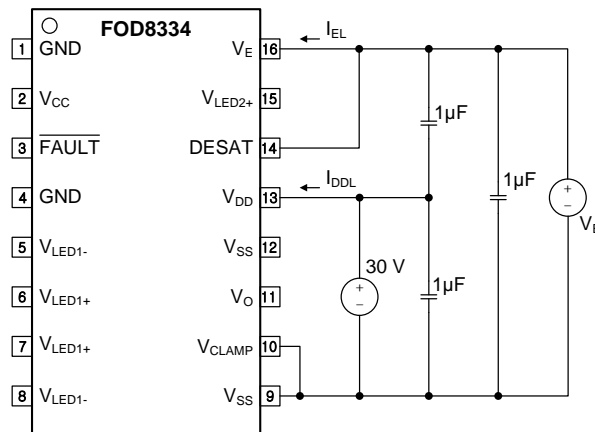 FOD8334
1 GND
2 VCC
3 FAULT
4 GND
5 VLED1-
6 VLED1+
7 VLED1+
8 VLED1-
VE 16
VLED2+ 15
DESAT 14
VDD 13
VSS 12
VO 11
VCLAMP 10
VSS 9
IEL
IDDL
1µF
1µF
1µF
30 V
+
−
+
−